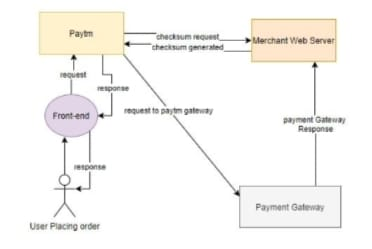 Paytm
checksum request
checksum generated
Merchant Web Server
request
response
Front-end
request to paytm gateway
payment Gateway
Response
response
Payment Gateway
User Placing order